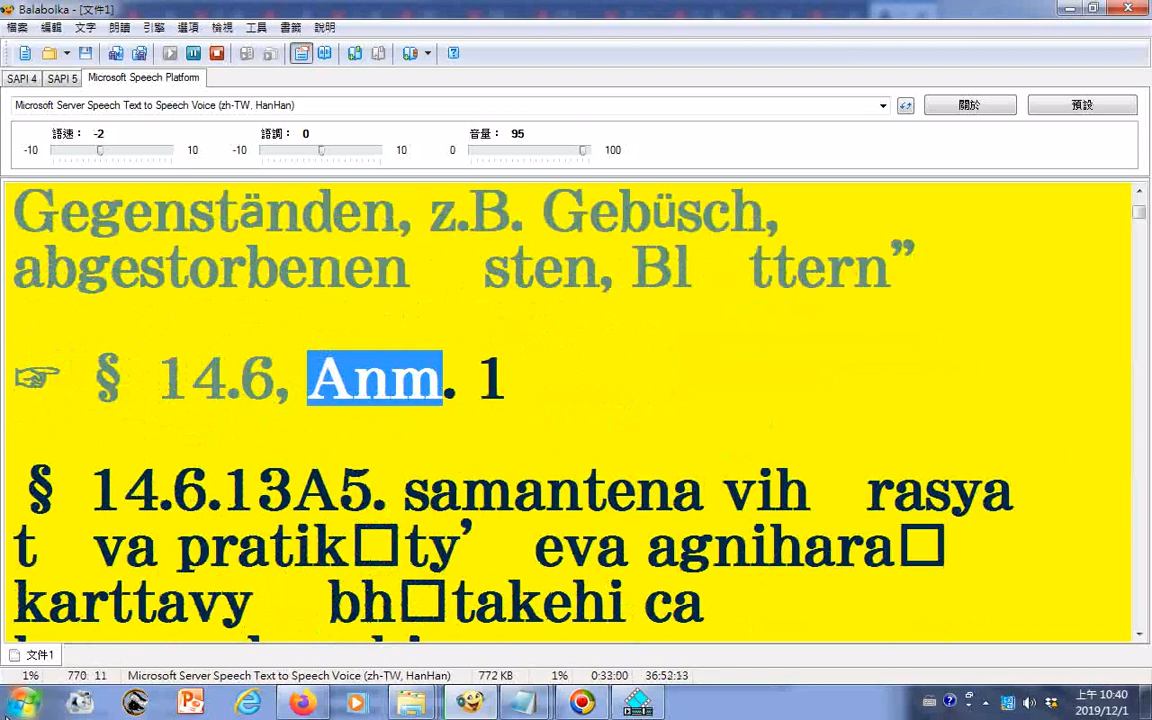 Balabolka - [文件1]
檔案 編輯 文字 朗讀 引擎 選項 檢視 工具 書籤 說明
SAPI 4 SAPI 5 Microsoft Speech Platform
Microsoft Server Speech Text to Speech Voice (zh-TW, HanHan) 關於 預設
語速： -2 語調： 0 音量： 95
-10 10 -10 10 0 100
Gegenständen, z.B. Gebüsch,
abgestorbenen sten, Bl ttern”
☞ § 14.6, Anm. 1
§ 14.6.13A5. samantena vih rasya
t va pratik□ty’ eva agnihara□
karttavy bh□takehi ca
文件1
1% 770: 11 Microsoft Server Speech Text to Speech Voice (zh-TW, HanHan) 772 KB 1% 0:33:00 36:52:13
上午 10:40
2019/12/1